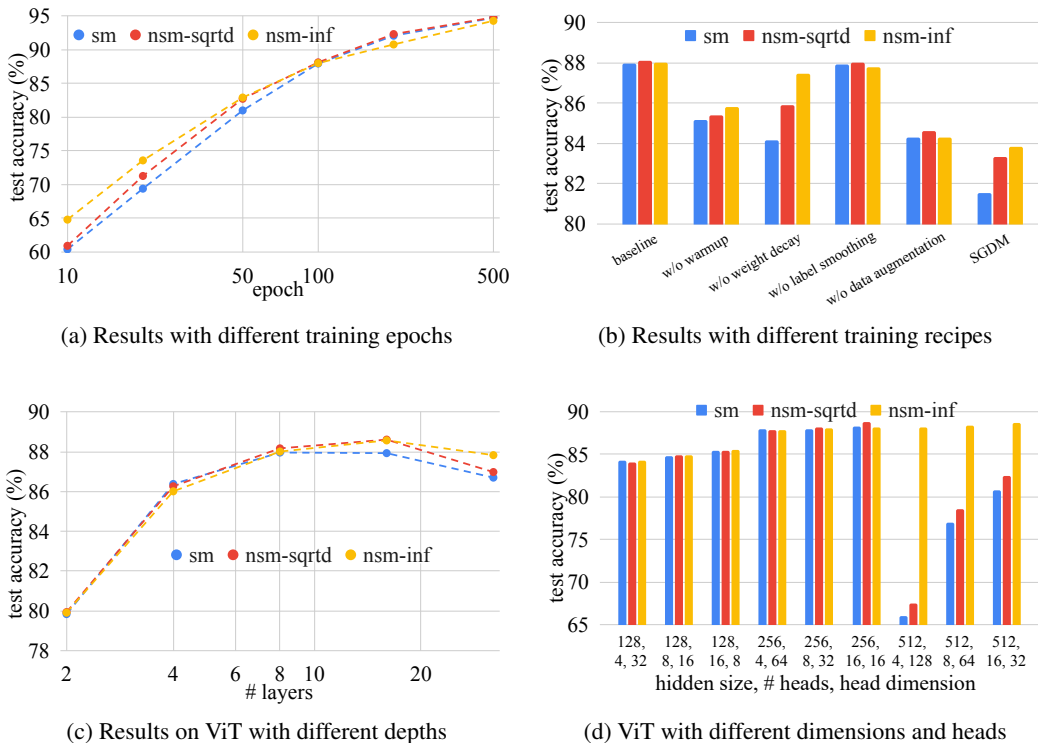 95
90
85
80
75
70
65
60
test accuracy (%)
sm nsm-sqrtd nsm-inf
10 50 100 500
epoch
(a) Results with different training epochs
90
88
86
84
82
80
test accuracy (%)
sm nsm-sqrtd nsm-inf
baseline
w/o warmup
w/o weight decay
w/o label smoothing
w/o data augmentation
SGDM
(b) Results with different training recipes
90
88
86
84
82
80
78
test accuracy (%)
sm nsm-sqrtd nsm-inf
2 4 6 8 10 20
# layers
(c) Results on ViT with different depths
90
85
80
75
70
65
test accuracy (%)
sm nsm-sqrtd nsm-inf
128, 128, 128, 256, 256, 256, 512, 512, 512,
4, 32 8, 16 16, 8 4, 64 8, 32 16, 16 4, 128 8, 64 16, 32
hidden size, # heads, head dimension
(d) ViT with different dimensions and heads